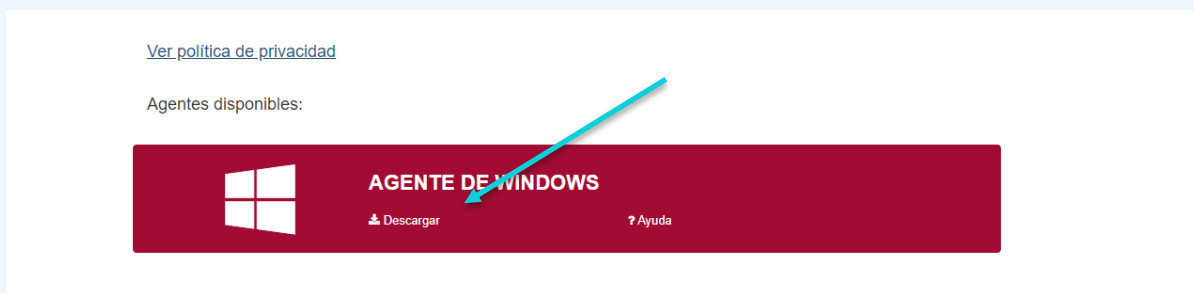 Ver política de privacidad
Agentes disponibles:
AGENTE DE WINDOWS
Descargar
? Ayuda